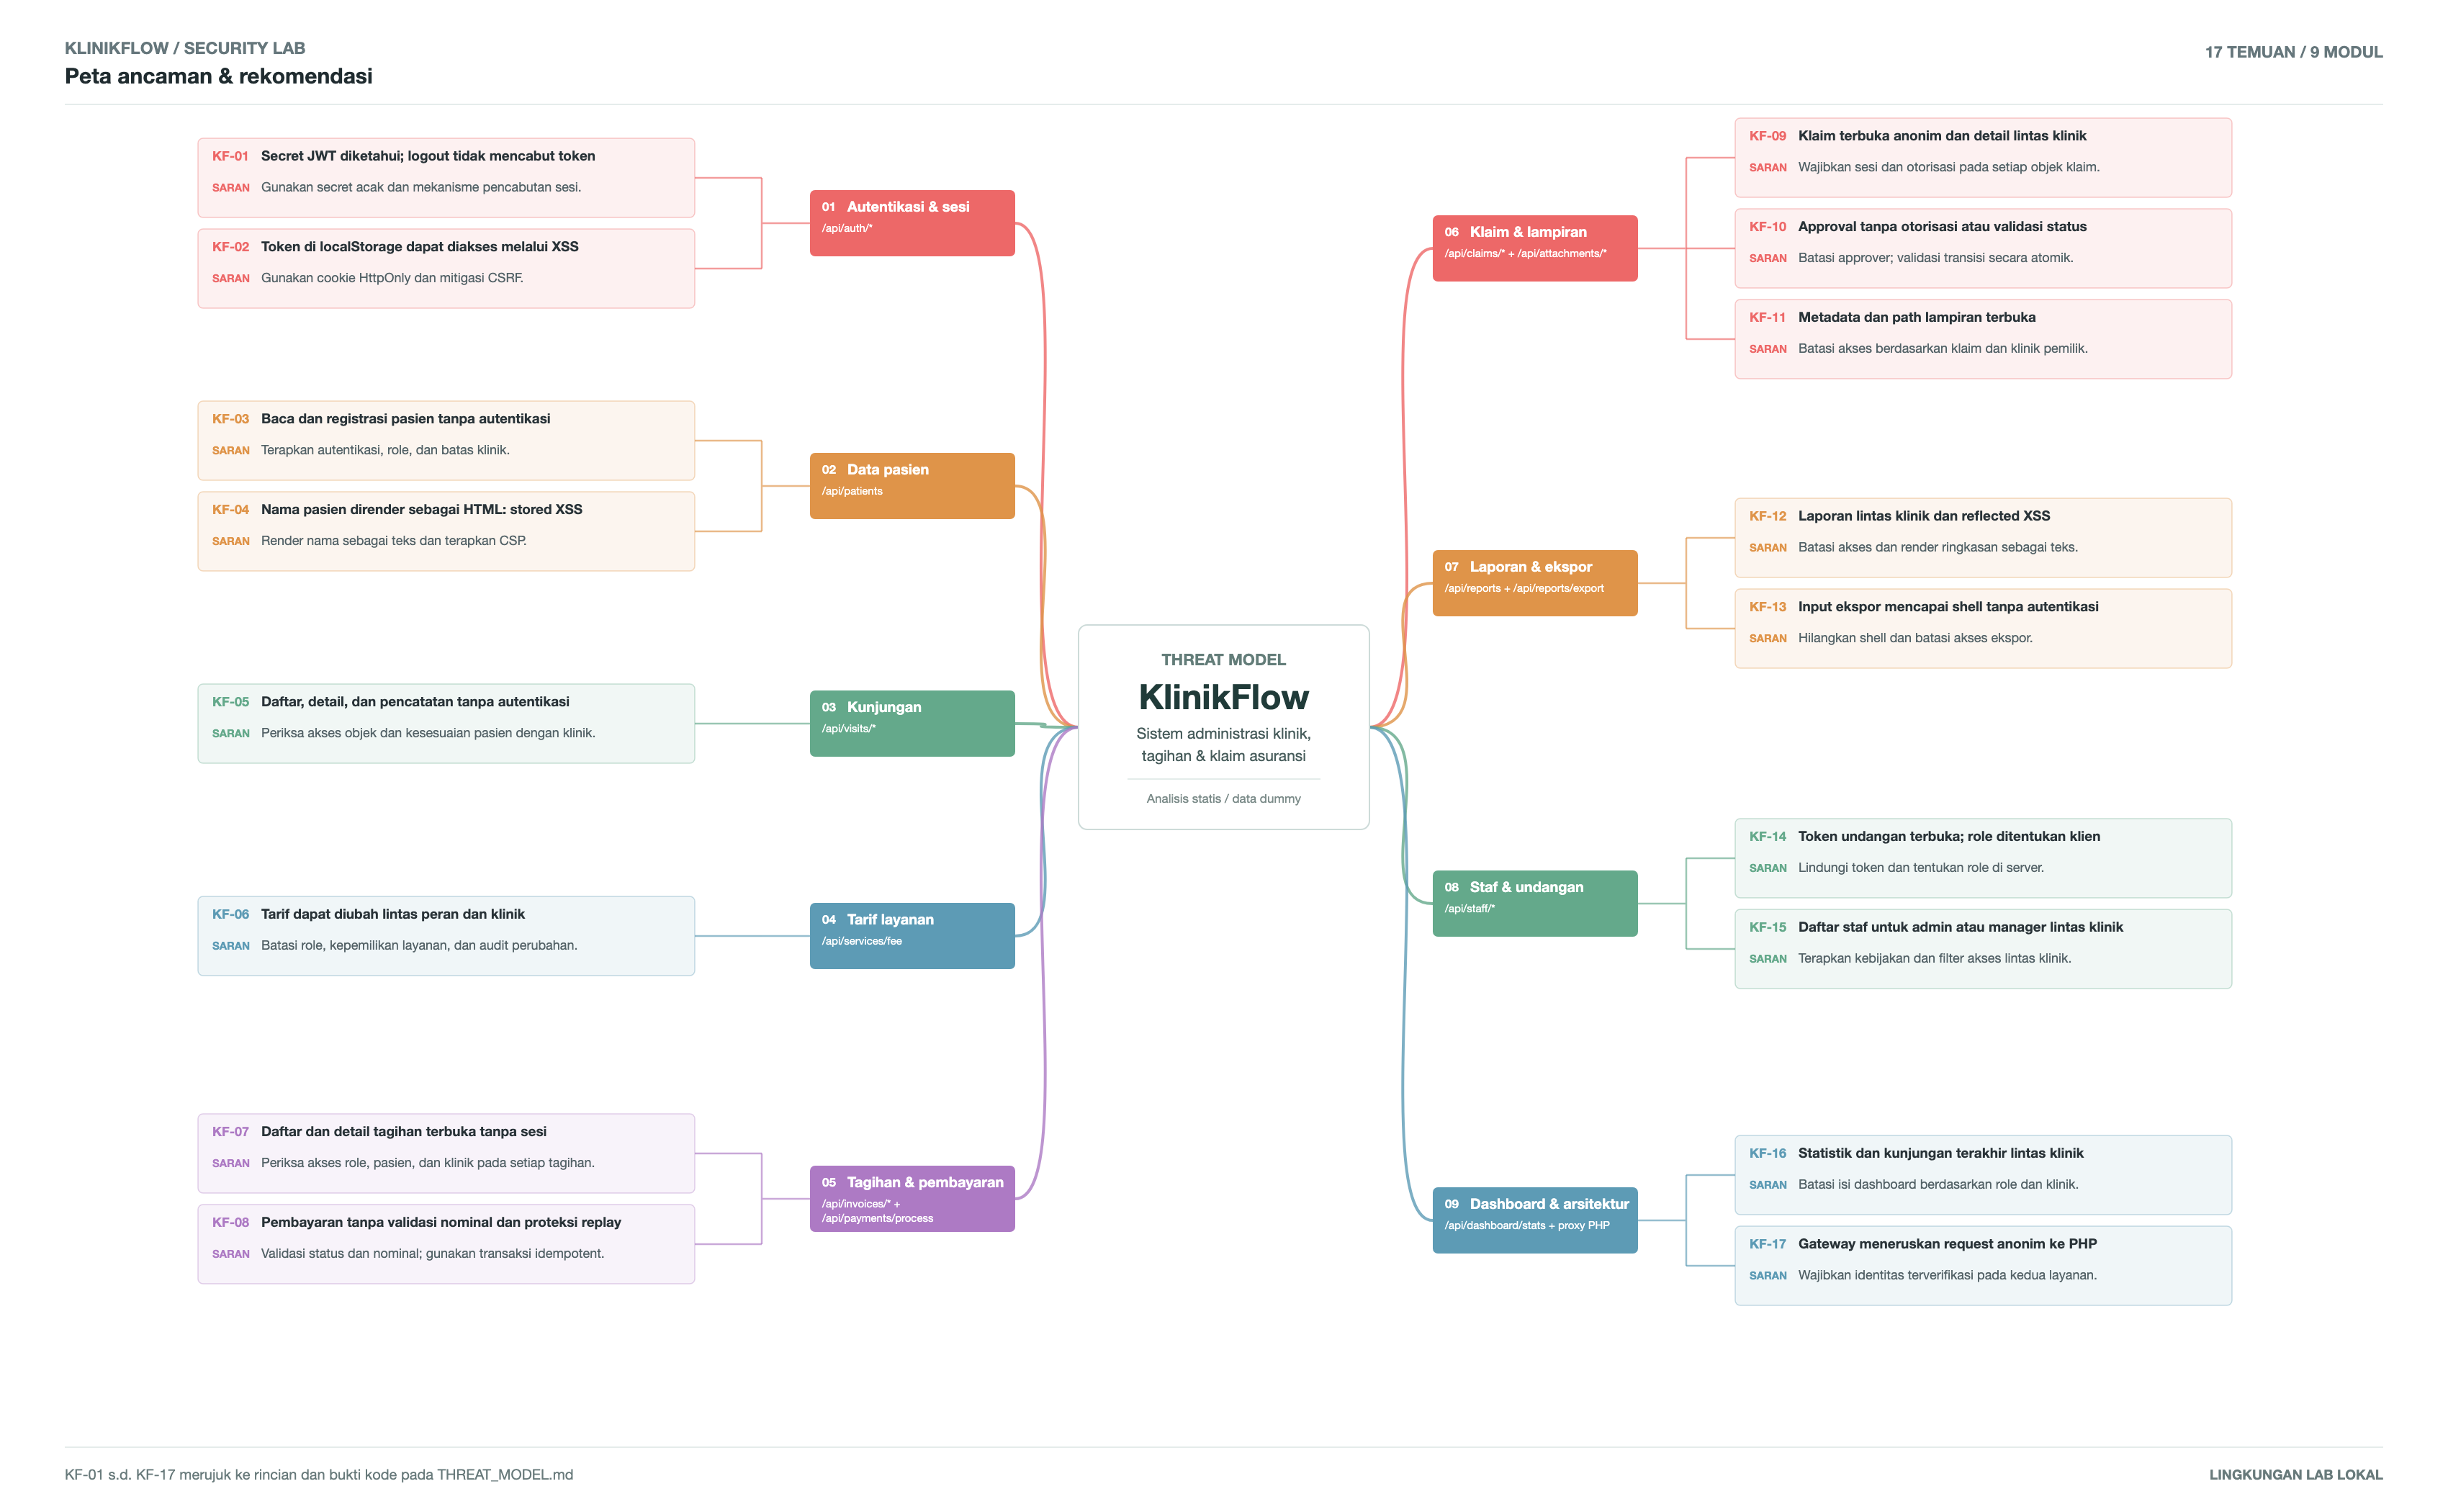 KLINIKFLOW / SECURITY LAB
Peta ancaman & rekomendasi
17 TEMUAN / 9 MODUL
KF-01 Secret JWT diketahui; logout tidak mencabut token
SARAN Gunakan secret acak dan mekanisme pencabutan sesi.
KF-02 Token di localStorage dapat diakses melalui XSS
SARAN Gunakan cookie HttpOnly dan mitigasi CSRF.
01 Autentikasi & sesi
/api/auth/*
KF-03 Baca dan registrasi pasien tanpa autentikasi
SARAN Terapkan autentikasi, role, dan batas klinik.
KF-04 Nama pasien dirender sebagai HTML: stored XSS
SARAN Render nama sebagai teks dan terapkan CSP.
02 Data pasien
/api/patients
KF-05 Daftar, detail, dan pencatatan tanpa autentikasi
SARAN Periksa akses objek dan kesesuaian pasien dengan klinik.
03 Kunjungan
/api/visits/*
KF-06 Tarif dapat diubah lintas peran dan klinik
SARAN Batasi role, kepemilikan layanan, dan audit perubahan.
04 Tarif layanan
/api/services/fee
KF-07 Daftar dan detail tagihan terbuka tanpa sesi
SARAN Periksa akses role, pasien, dan klinik pada setiap tagihan.
KF-08 Pembayaran tanpa validasi nominal dan proteksi replay
SARAN Validasi status dan nominal; gunakan transaksi idempotent.
05 Tagihan & pembayaran
/api/invoices/* +
/api/payments/process
THREAT MODEL
KlinikFlow
Sistem administrasi klinik,
tagihan & klaim asuransi
Analisis statis / data dummy
06 Klaim & lampiran
/api/claims/* + /api/attachments/*
KF-09 Klaim terbuka anonim dan detail lintas klinik
SARAN Wajibkan sesi dan otorisasi pada setiap objek klaim.
KF-10 Approval tanpa otorisasi atau validasi status
SARAN Batasi approver; validasi transisi secara atomik.
KF-11 Metadata dan path lampiran terbuka
SARAN Batasi akses berdasarkan klaim dan klinik pemilik.
07 Laporan & ekspor
/api/reports + /api/reports/export
KF-12 Laporan lintas klinik dan reflected XSS
SARAN Batasi akses dan render ringkasan sebagai teks.
KF-13 Input ekspor mencapai shell tanpa autentikasi
SARAN Hilangkan shell dan batasi akses ekspor.
08 Staf & undangan
/api/staff/*
KF-14 Token undangan terbuka; role ditentukan klien
SARAN Lindungi token dan tentukan role di server.
KF-15 Daftar staf untuk admin atau manager lintas klinik
SARAN Terapkan kebijakan dan filter akses lintas klinik.
09 Dashboard & arsitektur
/api/dashboard/stats + proxy PHP
KF-16 Statistik dan kunjungan terakhir lintas klinik
SARAN Batasi isi dashboard berdasarkan role dan klinik.
KF-17 Gateway meneruskan request anonim ke PHP
SARAN Wajibkan identitas terverifikasi pada kedua layanan.
KF-01 s.d. KF-17 merujuk ke rincian dan bukti kode pada THREAT_MODEL.md
LINGKUNGAN LAB LOKAL